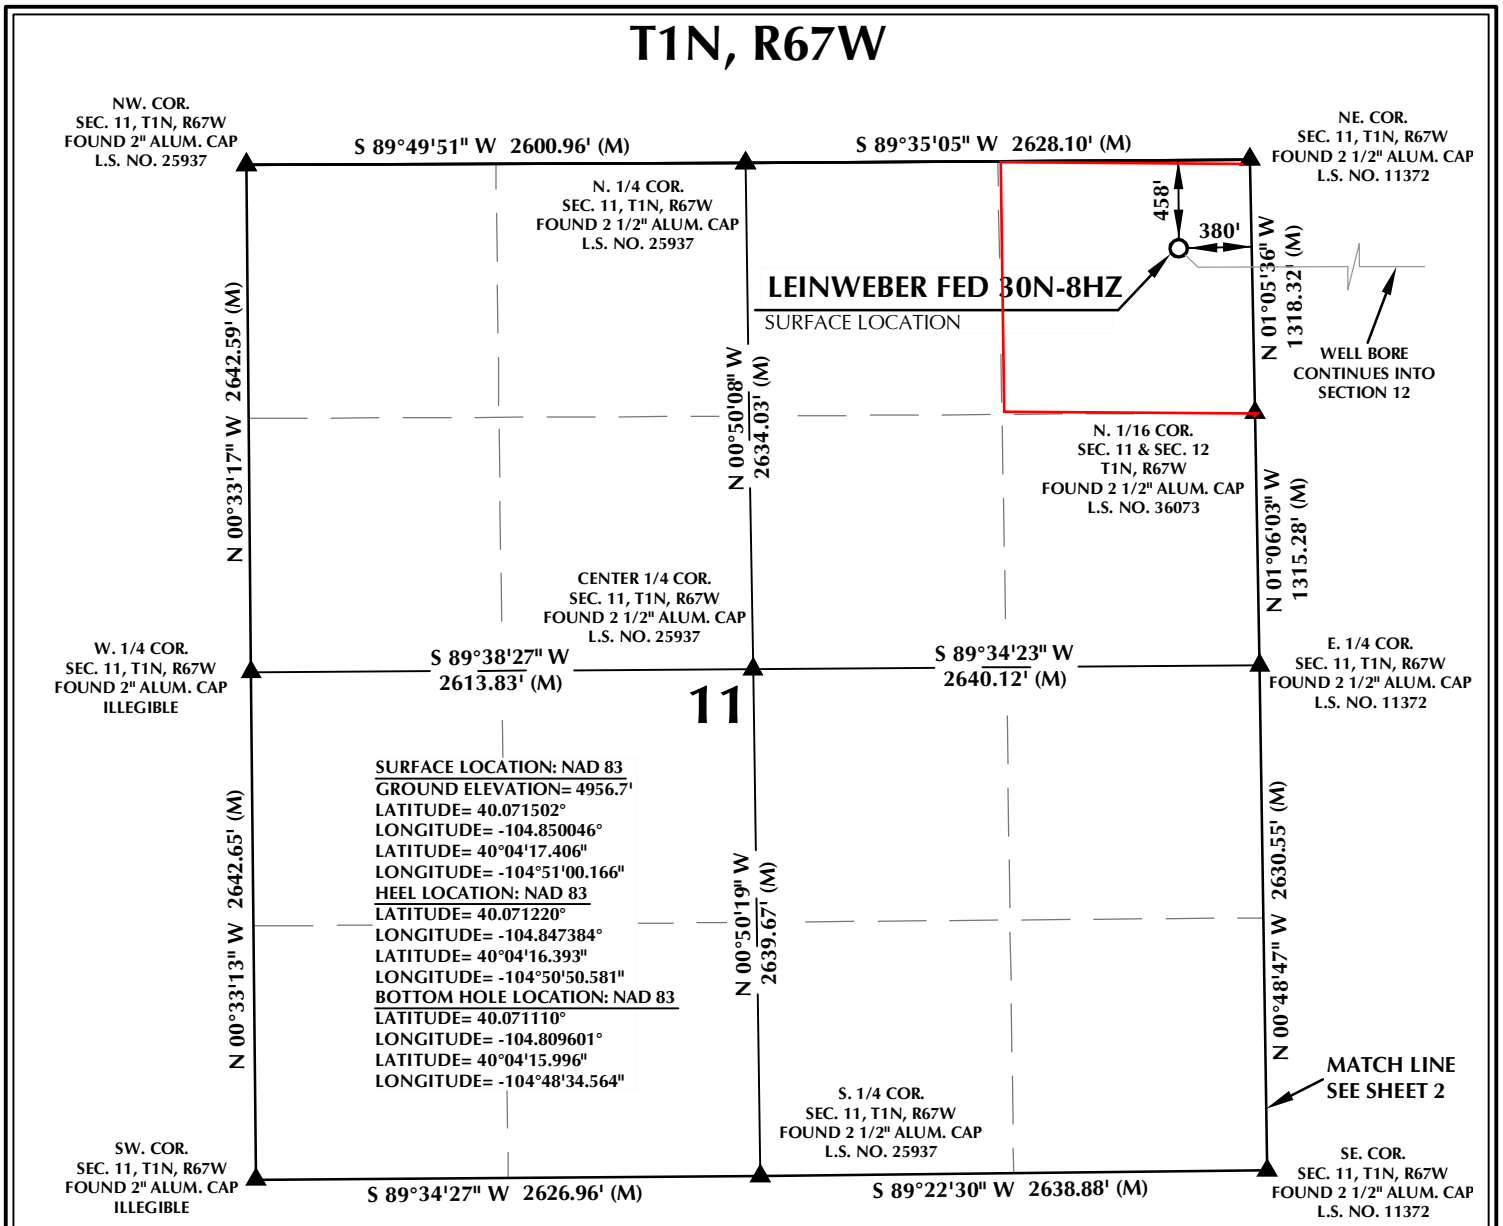 T1N, R67W
NW. COR.
SEC. 11, T1N, R67W
FOUND 2" ALUM. CAP
L.S. NO. 25937
S 89°49'51" W 2600.96' (M)
S 89°35'05" W 2628.10' (M)
NE. COR.
SEC. 11, T1N, R67W
FOUND 2 1/2" ALUM. CAP
L.S. NO. 11372
N. 1/4 COR.
SEC. 11, T1N, R67W
FOUND 2 1/2" ALUM. CAP
L.S. NO. 25937
458'
380'
LEINWEBER FED 30N-8HZ
SURFACE LOCATION
N 01°05'36" W
1318.32' (M)
WELL BORE
CONTINUES INTO
SECTION 12
N 00°33'17" W 2642.59' (M)
N 00°50'08" W
2634.03' (M)
N. 1/16 COR.
SEC. 11 & SEC. 12
T1N, R67W
FOUND 2 1/2" ALUM. CAP
L.S. NO. 36073
N 01°06'03" W
1315.28' (M)
CENTER 1/4 COR.
SEC. 11, T1N, R67W
FOUND 2 1/2" ALUM. CAP
L.S. NO. 25937
W. 1/4 COR.
SEC. 11, T1N, R67W
FOUND 2" ALUM. CAP
ILLEGIBLE
S 89°38'27" W
2613.83' (M)
S 89°34'23" W
2640.12' (M)
E. 1/4 COR.
SEC. 11, T1N, R67W
FOUND 2 1/2" ALUM. CAP
L.S. NO. 11372
11
SURFACE LOCATION: NAD 83
GROUND ELEVATION= 4956.7'
LATITUDE= 40.071502°
LONGITUDE= -104.850046°
LATITUDE= 40°04'17.406"
LONGITUDE= -104°51'00.166"
HEEL LOCATION: NAD 83
LATITUDE= 40.071220°
LONGITUDE= -104.847384°
LATITUDE= 40°04'16.393"
LONGITUDE= -104°50'50.581"
BOTTOM HOLE LOCATION: NAD 83
LATITUDE= 40.071110°
LONGITUDE= -104.809601°
LATITUDE= 40°04'15.996"
LONGITUDE= -104°48'34.564"
N 00°33'13" W 2642.65' (M)
N 00°50'19" W
2639.67' (M)
N 00°48'47" W 2630.55' (M)
MATCH LINE
SEE SHEET 2
S. 1/4 COR.
SEC. 11, T1N, R67W
FOUND 2 1/2" ALUM. CAP
L.S. NO. 25937
SW. COR.
SEC. 11, T1N, R67W
FOUND 2" ALUM. CAP
ILLEGIBLE
S 89°34'27" W 2626.96' (M)
S 89°22'30" W 2638.88' (M)
SE. COR.
SEC. 11, T1N, R67W
FOUND 2 1/2" ALUM. CAP
L.S. NO. 11372